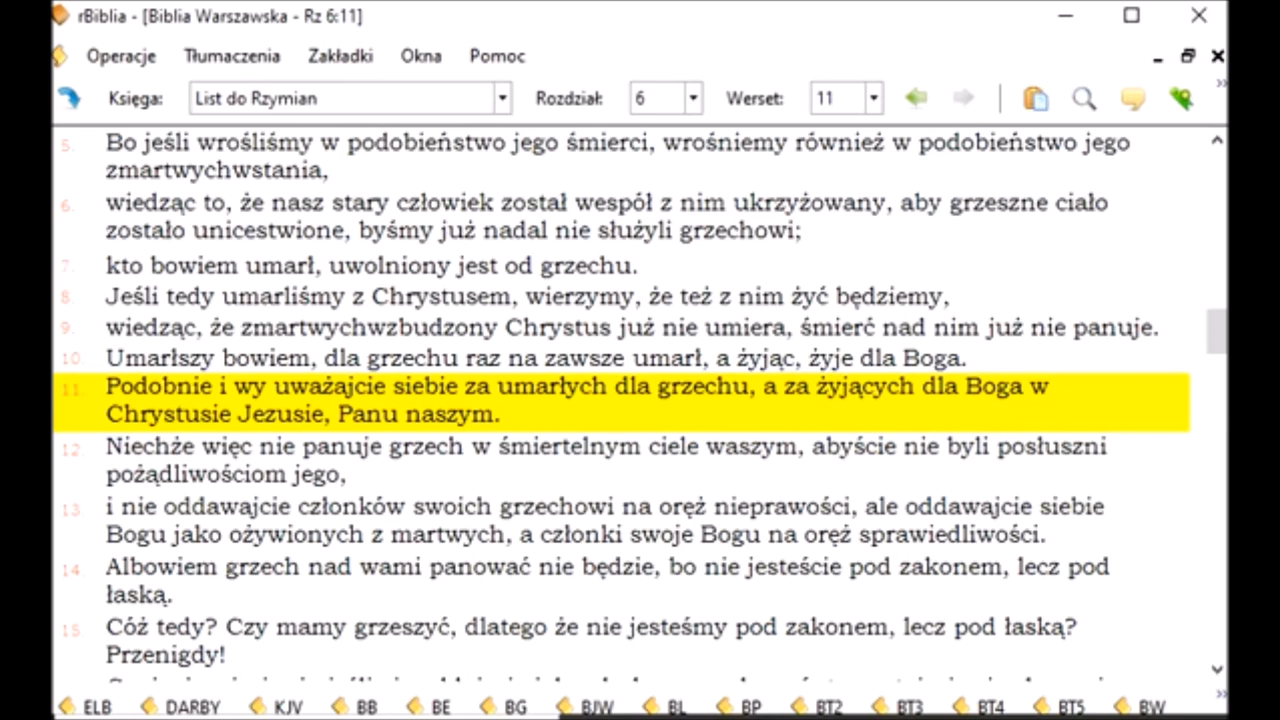 rBiblia - [Biblia Warszawska - Rz 6:11]
Operacje Tłumaczenia Zakładki Okna Pomoc
Księga: List do Rzymian Rozdział: 6 Werset: 11
5. Bo jeśli wrośliśmy w podobieństwo jego śmierci, wrośniemy również w podobieństwo jego
zmartwychwstania,
6. wiedząc to, że nasz stary człowiek został wespół z nim ukrzyżowany, aby grzeszne ciało
zostało unicestwione, byśmy już nadal nie służyli grzechowi;
7. kto bowiem umarł, uwolniony jest od grzechu.
8. Jeśli tedy umarliśmy z Chrystusem, wierzymy, że też z nim żyć będziemy,
9. wiedząc, że zmartwychwzbudzony Chrystus już nie umiera, śmierć nad nim już nie panuje.
10. Umarłszy bowiem, dla grzechu raz na zawsze umarł, a żyjąc, żyje dla Boga.
11. Podobnie i wy uważajcie siebie za umarłych dla grzechu, a za żyjących dla Boga w
Chrystusie Jezusie, Panu naszym.
12. Niechże więc nie panuje grzech w śmiertelnym ciele waszym, abyście nie byli posłuszni
pożądliwościom jego,
13. i nie oddawajcie członków swoich grzechowi na oręż nieprawości, ale oddawajcie siebie
Bogu jako ożywionych z martwych, a członki swoje Bogu na oręż sprawiedliwości.
14. Albowiem grzech nad wami panować nie będzie, bo nie jesteście pod zakonem, lecz pod
łaską.
15. Cóż tedy? Czy mamy grzeszyć, dlatego że nie jesteśmy pod zakonem, lecz pod łaską?
Przenigdy!
ELB DARBY KJV BB BE BG BJW BL BP BT2 BT3 BT4 BT5 BW